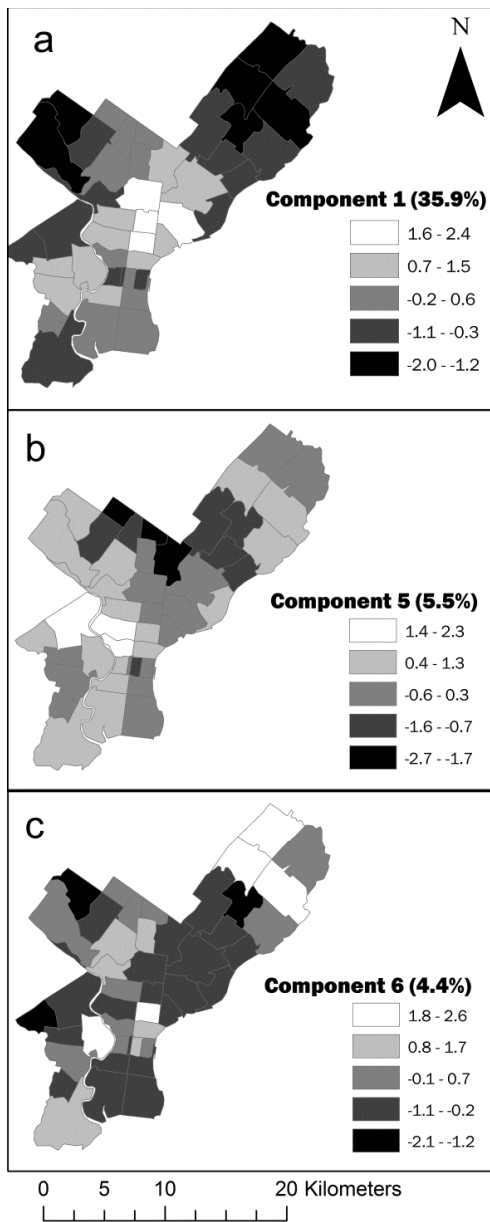 a
N
Component 1 (35.9%)
1.6 - 2.4
0.7 - 1.5
-0.2 - 0.6
-1.1 - -0.3
-2.0 - -1.2
b
Component 5 (5.5%)
1.4 - 2.3
0.4 - 1.3
-0.6 - 0.3
-1.6 - -0.7
-2.7 - -1.7
c
Component 6 (4.4%)
1.8 - 2.6
0.8 - 1.7
-0.1 - 0.7
-1.1 - -0.2
-2.1 - -1.2
0 5 10 20 Kilometers